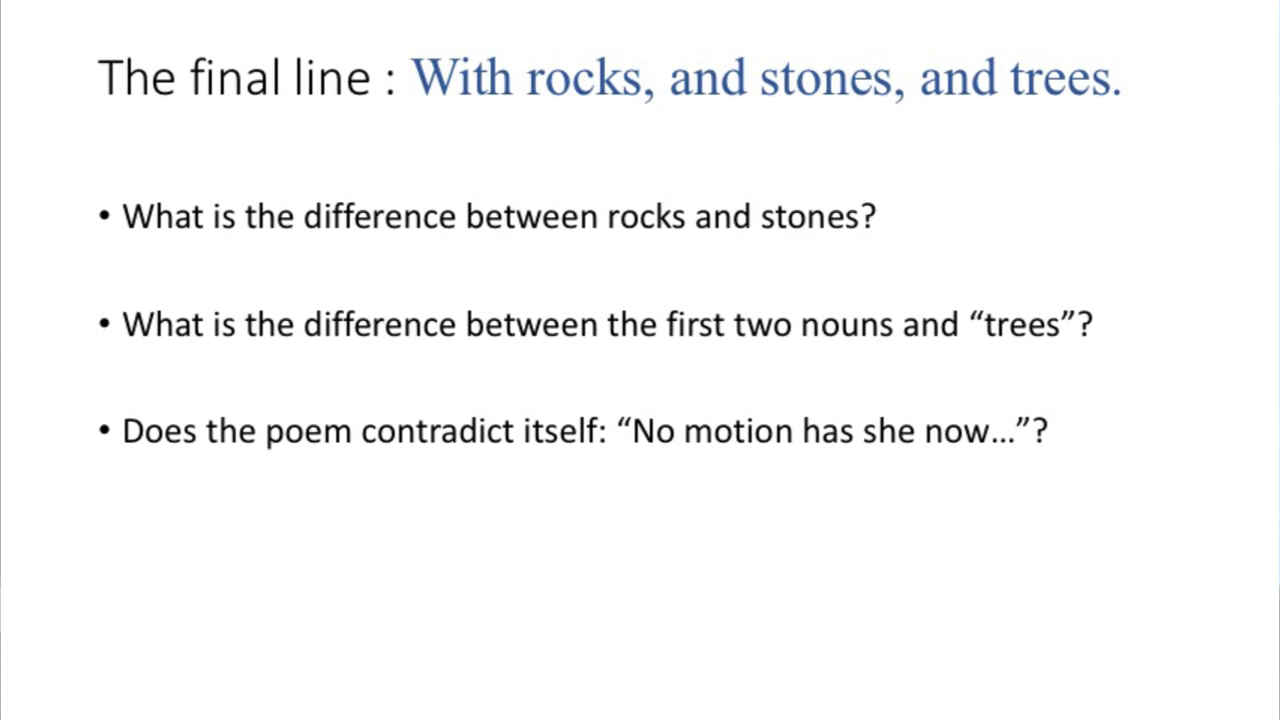 The final line : With rocks, and stones, and trees.
• What is the difference between rocks and stones?
• What is the difference between the first two nouns and “trees”?
• Does the poem contradict itself: “No motion has she now…”?